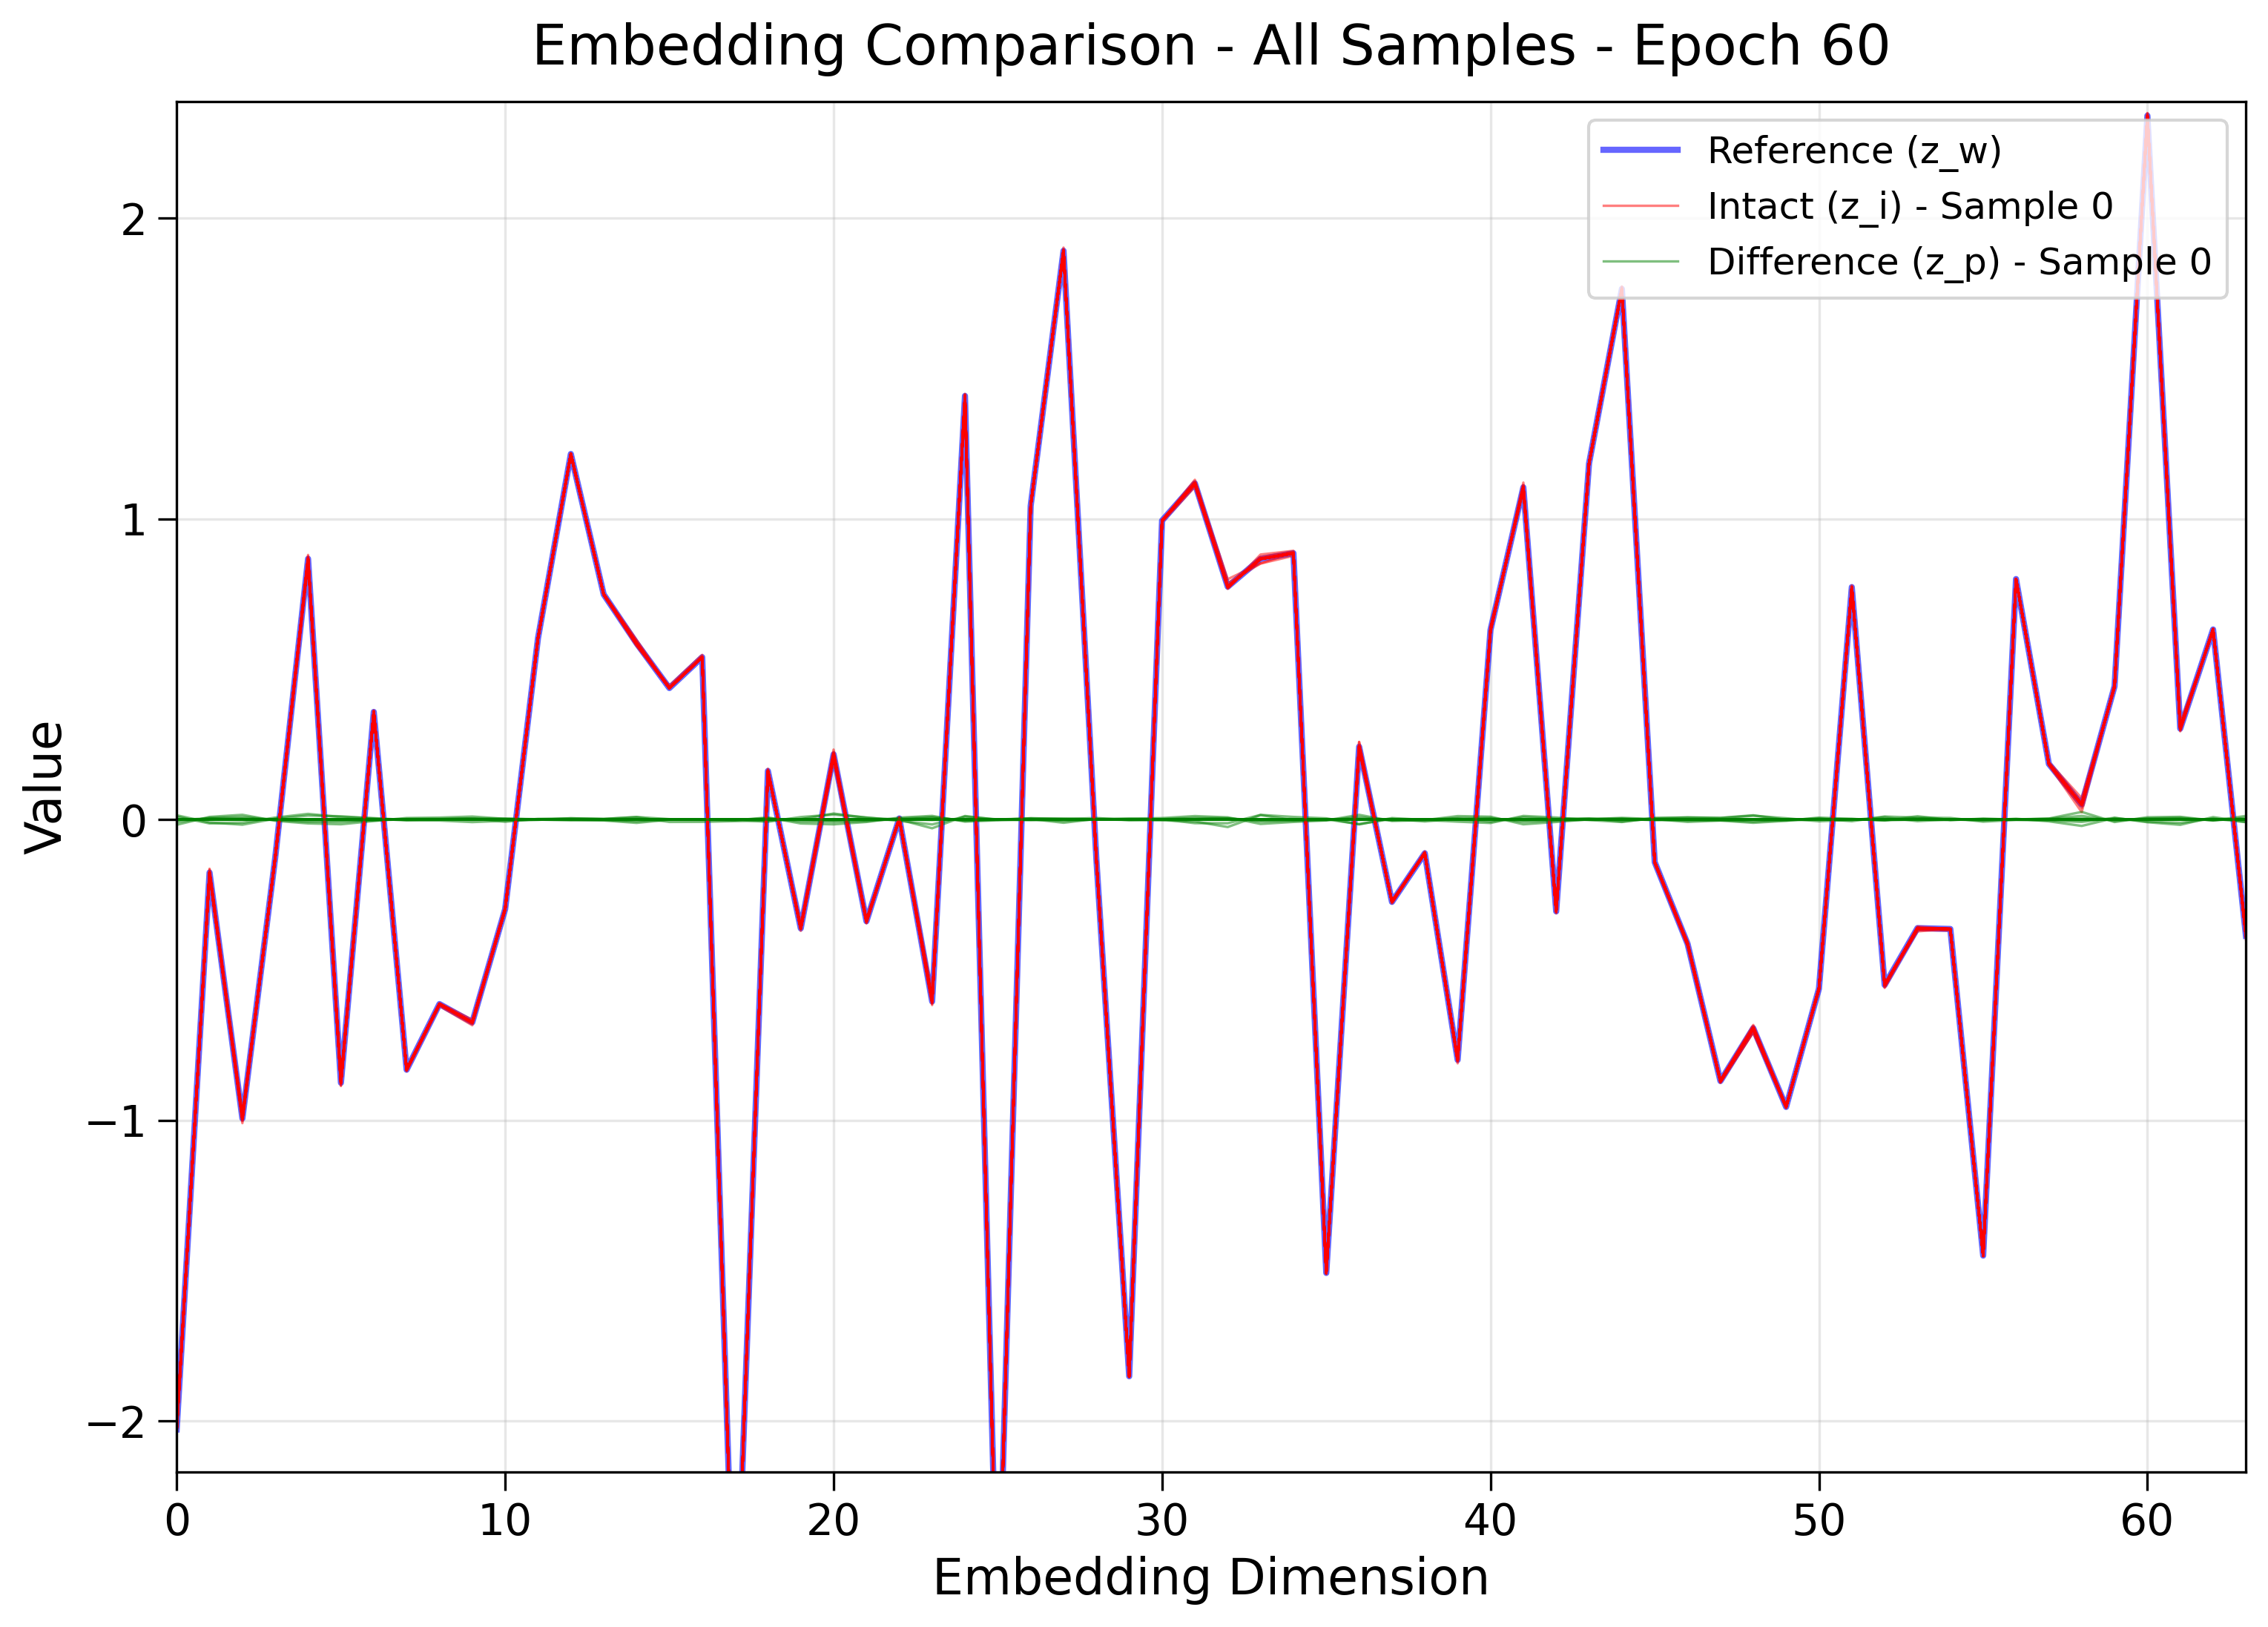 Embedding Comparison - All Samples - Epoch 60
Reference (z_w)
Intact (z_i) - Sample 0
Difference (z_p) - Sample 0
Value
2
1
0
−1
−2
0 10 20 30 40 50 60
Embedding Dimension